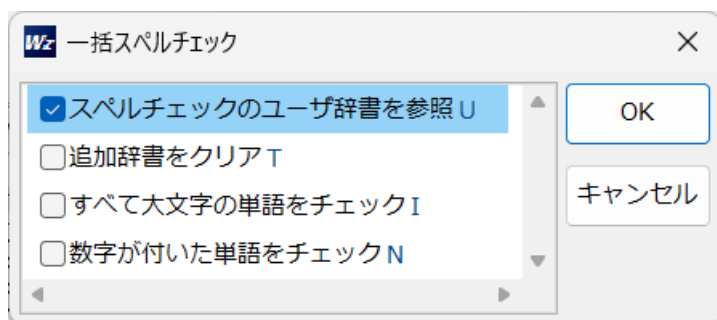 Wz 一括スペルチェック
スペルチェックのユーザ辞書を参照 U
追加辞書をクリア T
すべて大文字の単語をチェック I
数字が付いた単語をチェック N
OK
キャンセル